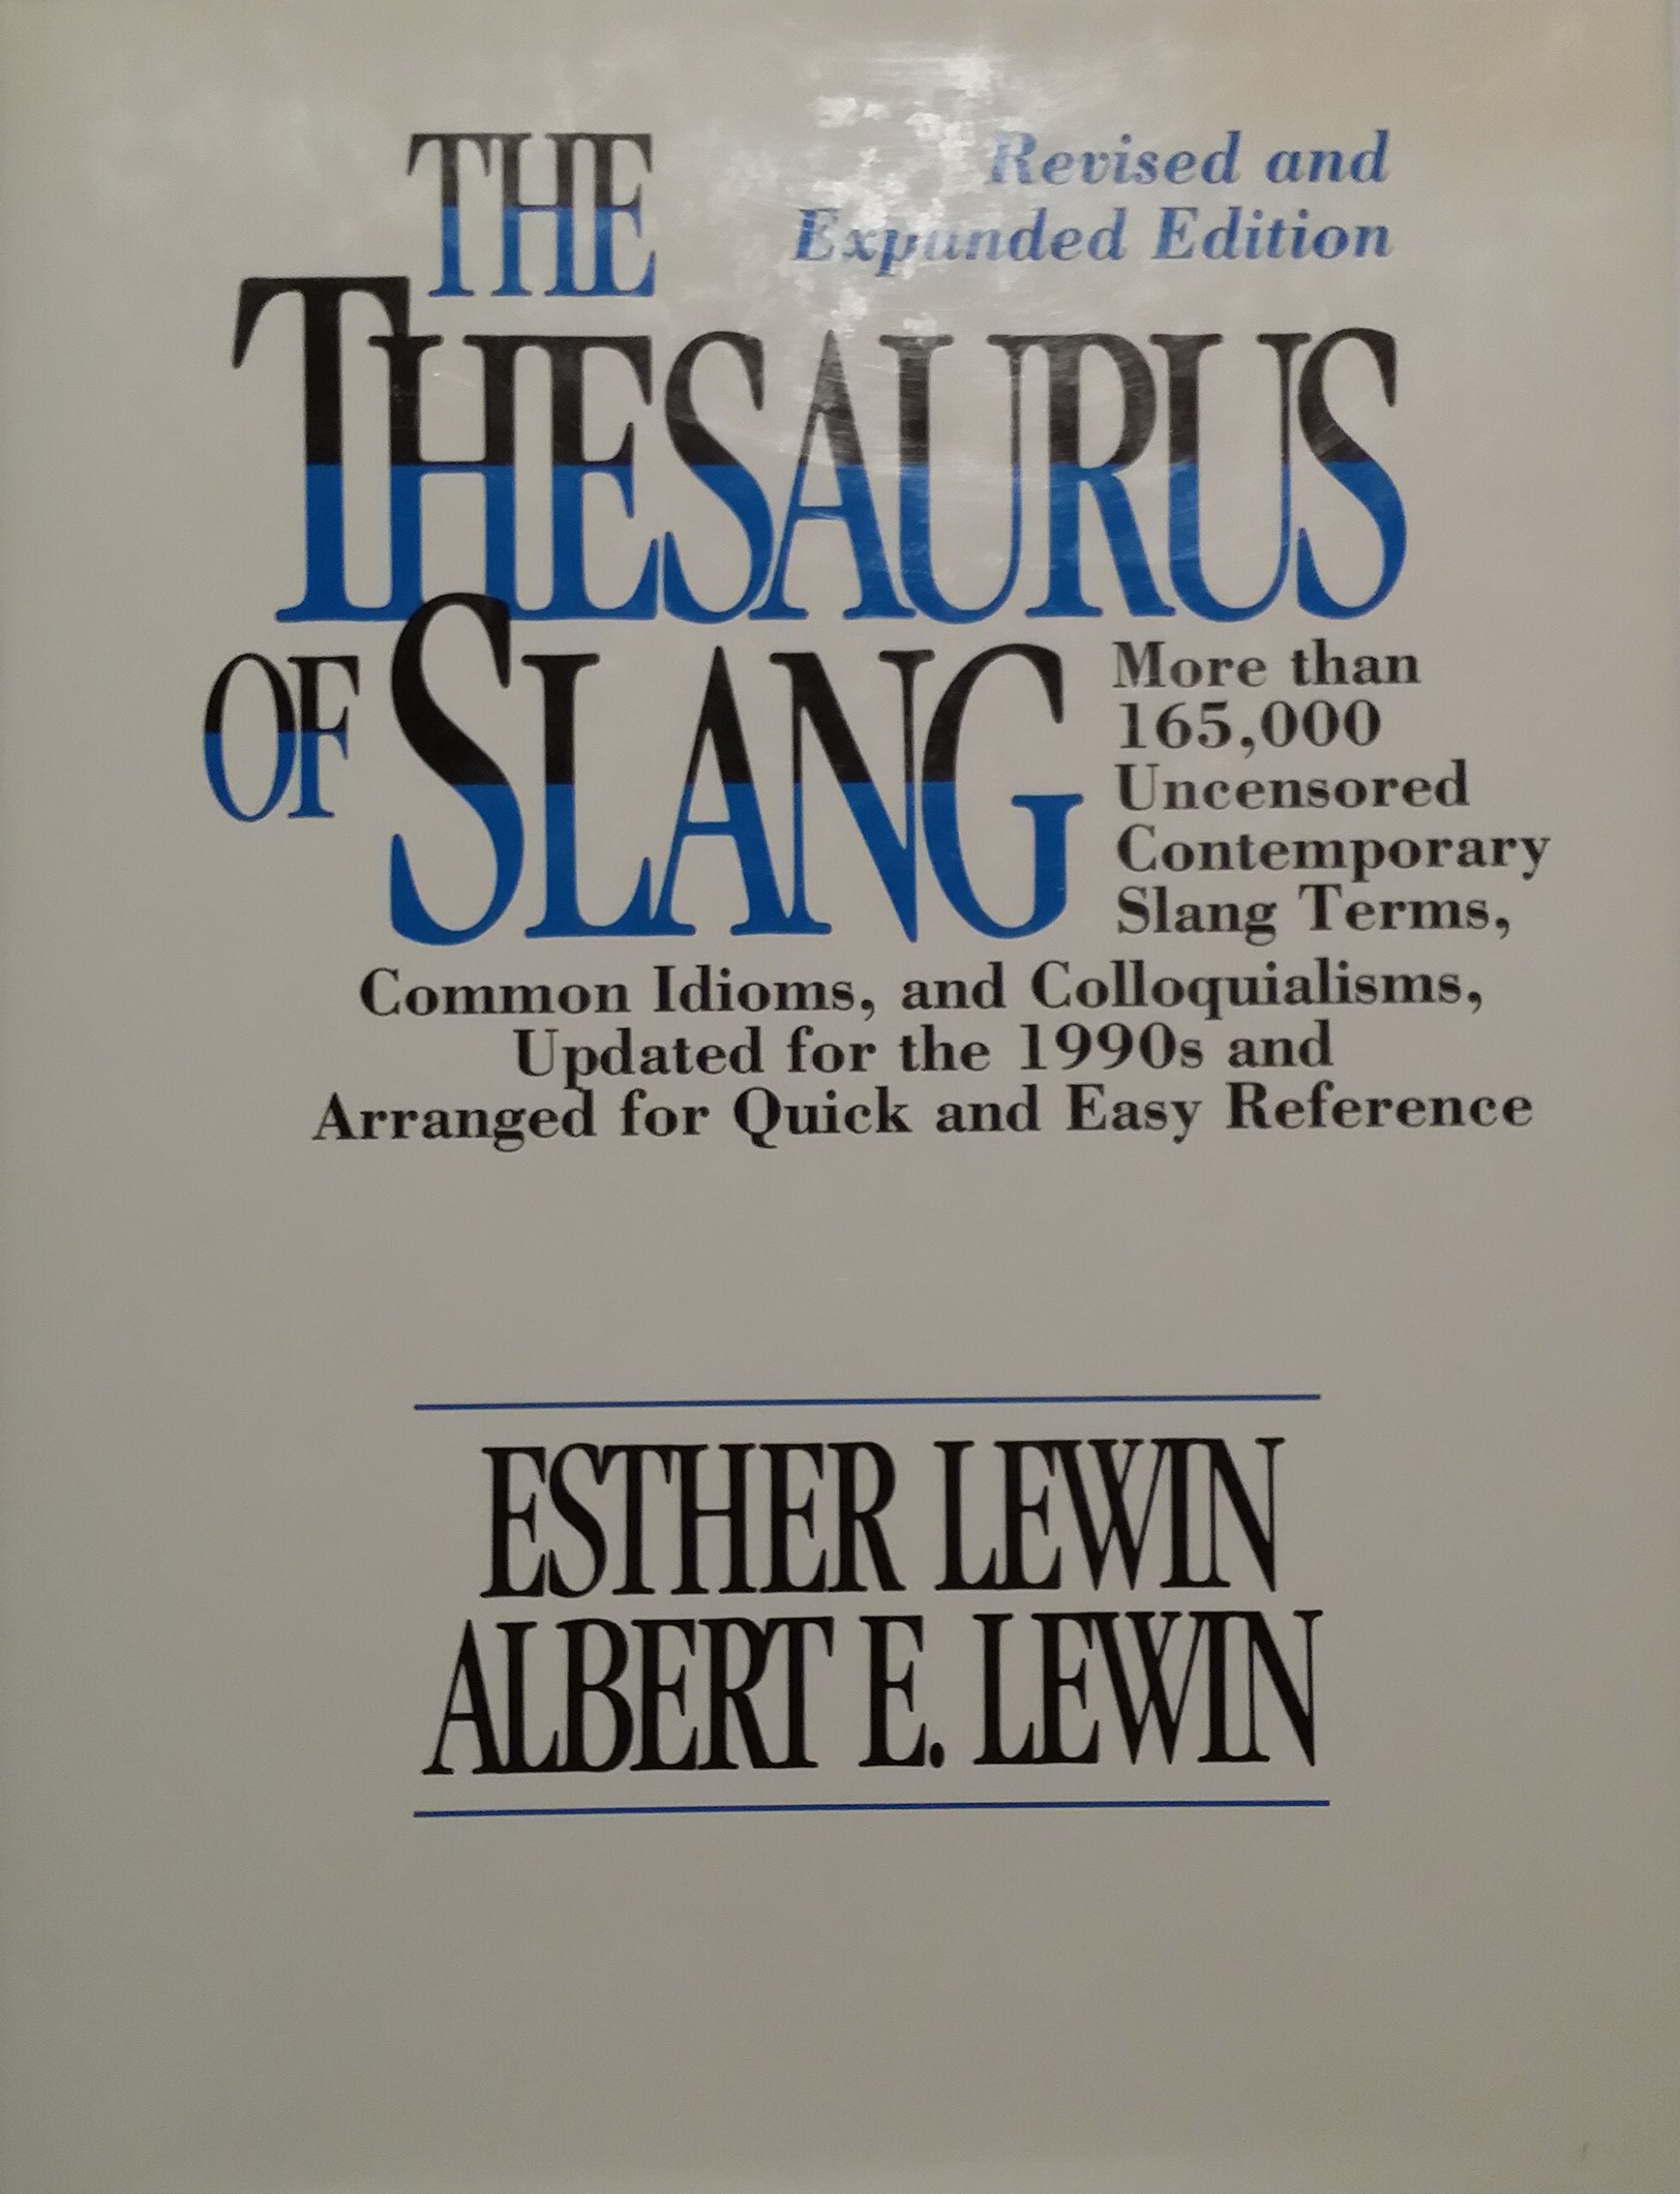 THE
Revised and
Expanded Edition
THESAURUS
OF SLANG
More than
165,000
Uncensored
Contemporary
Slang Terms,
Common Idioms, and Colloquialisms,
Updated for the 1990s and
Arranged for Quick and Easy Reference
ESTHER LEWIN
ALBERT E. LEWIN